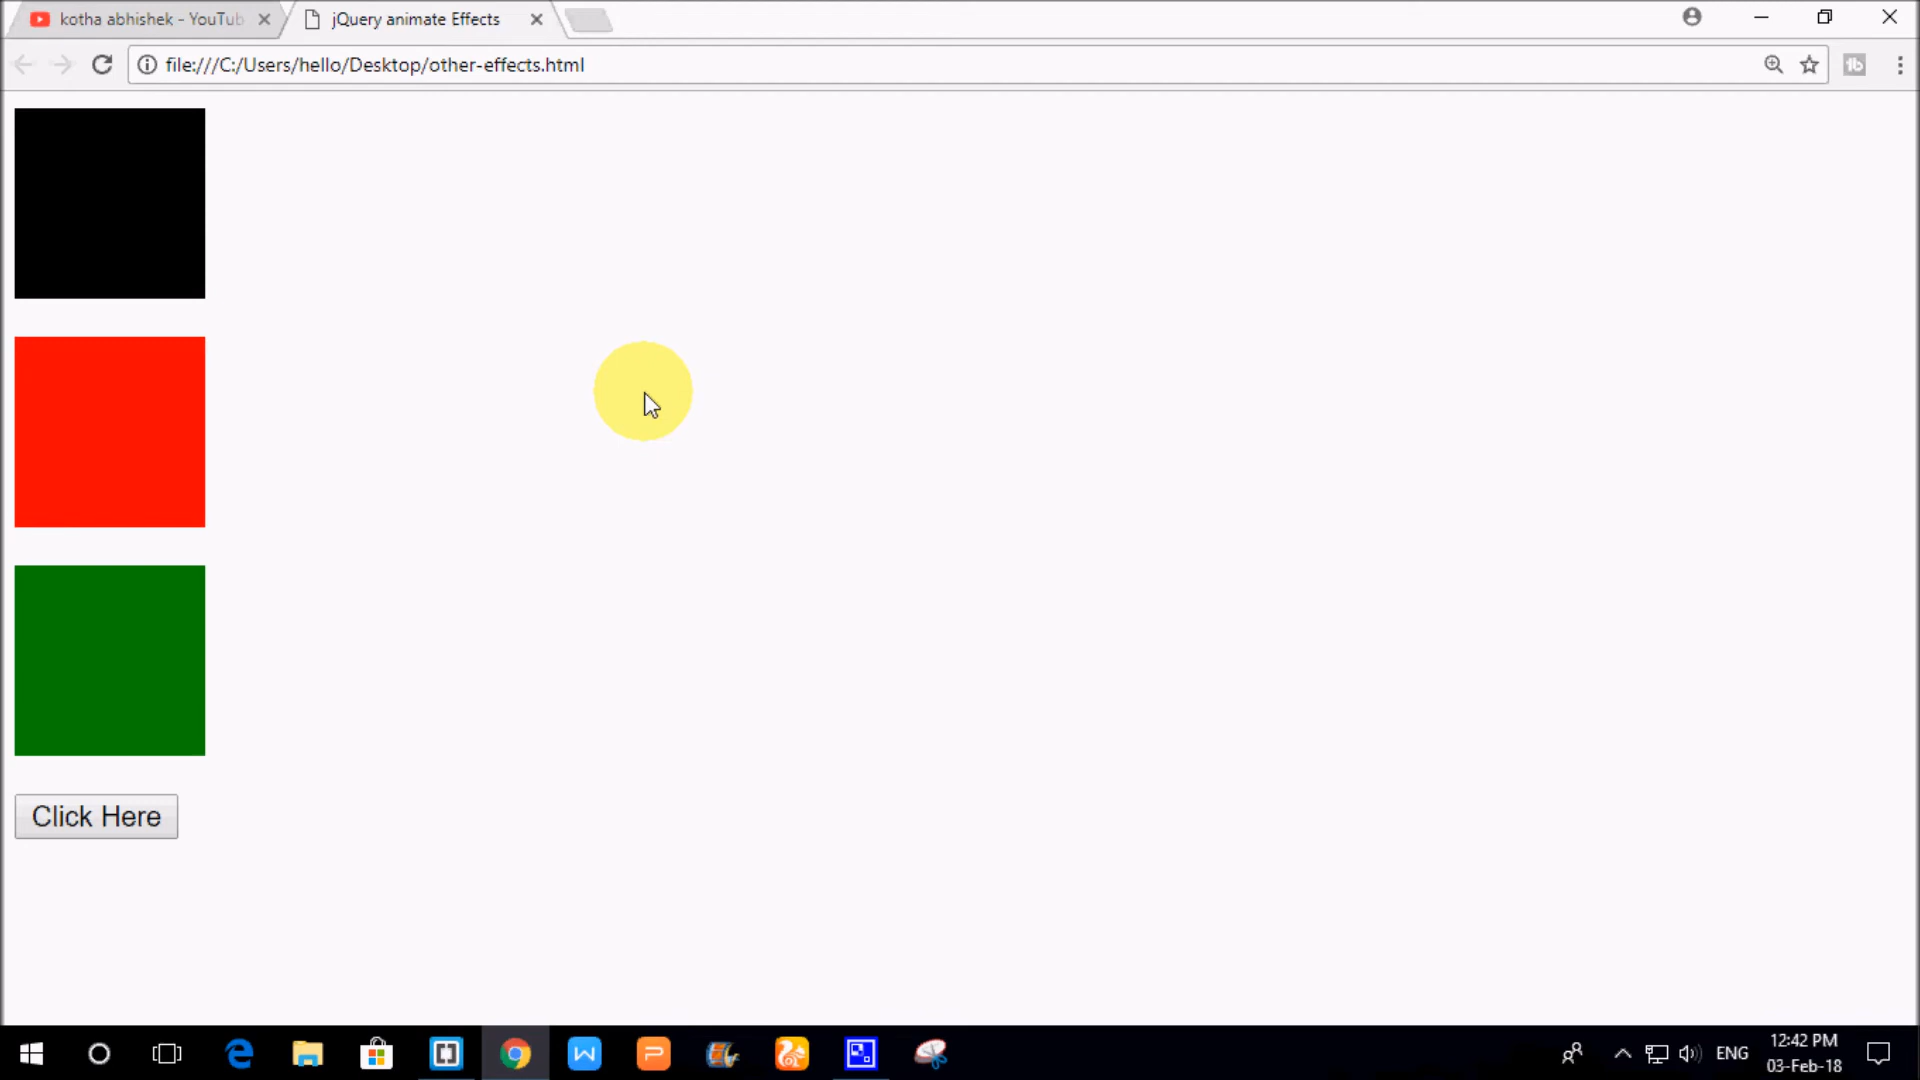 kotha abhishek - YouTub
jQuery animate Effects
file:///C:/Users/hello/Desktop/other-effects.html
Click Here
ENG
12:42 PM
03-Feb-18